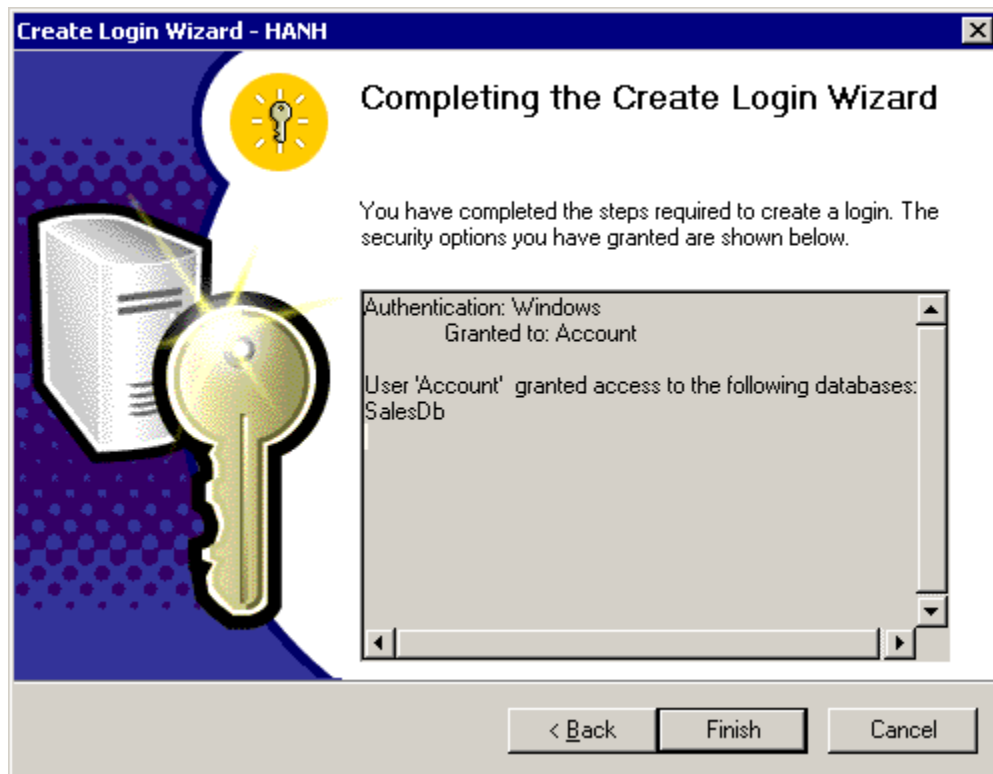 Create Login Wizard - HANH
Completing the Create Login Wizard
You have completed the steps required to create a login. The
security options you have granted are shown below.
Authentication: Windows
Granted to: Account
User 'Account'  granted access to the following databases:
SalesDb
< Back
Finish
Cancel